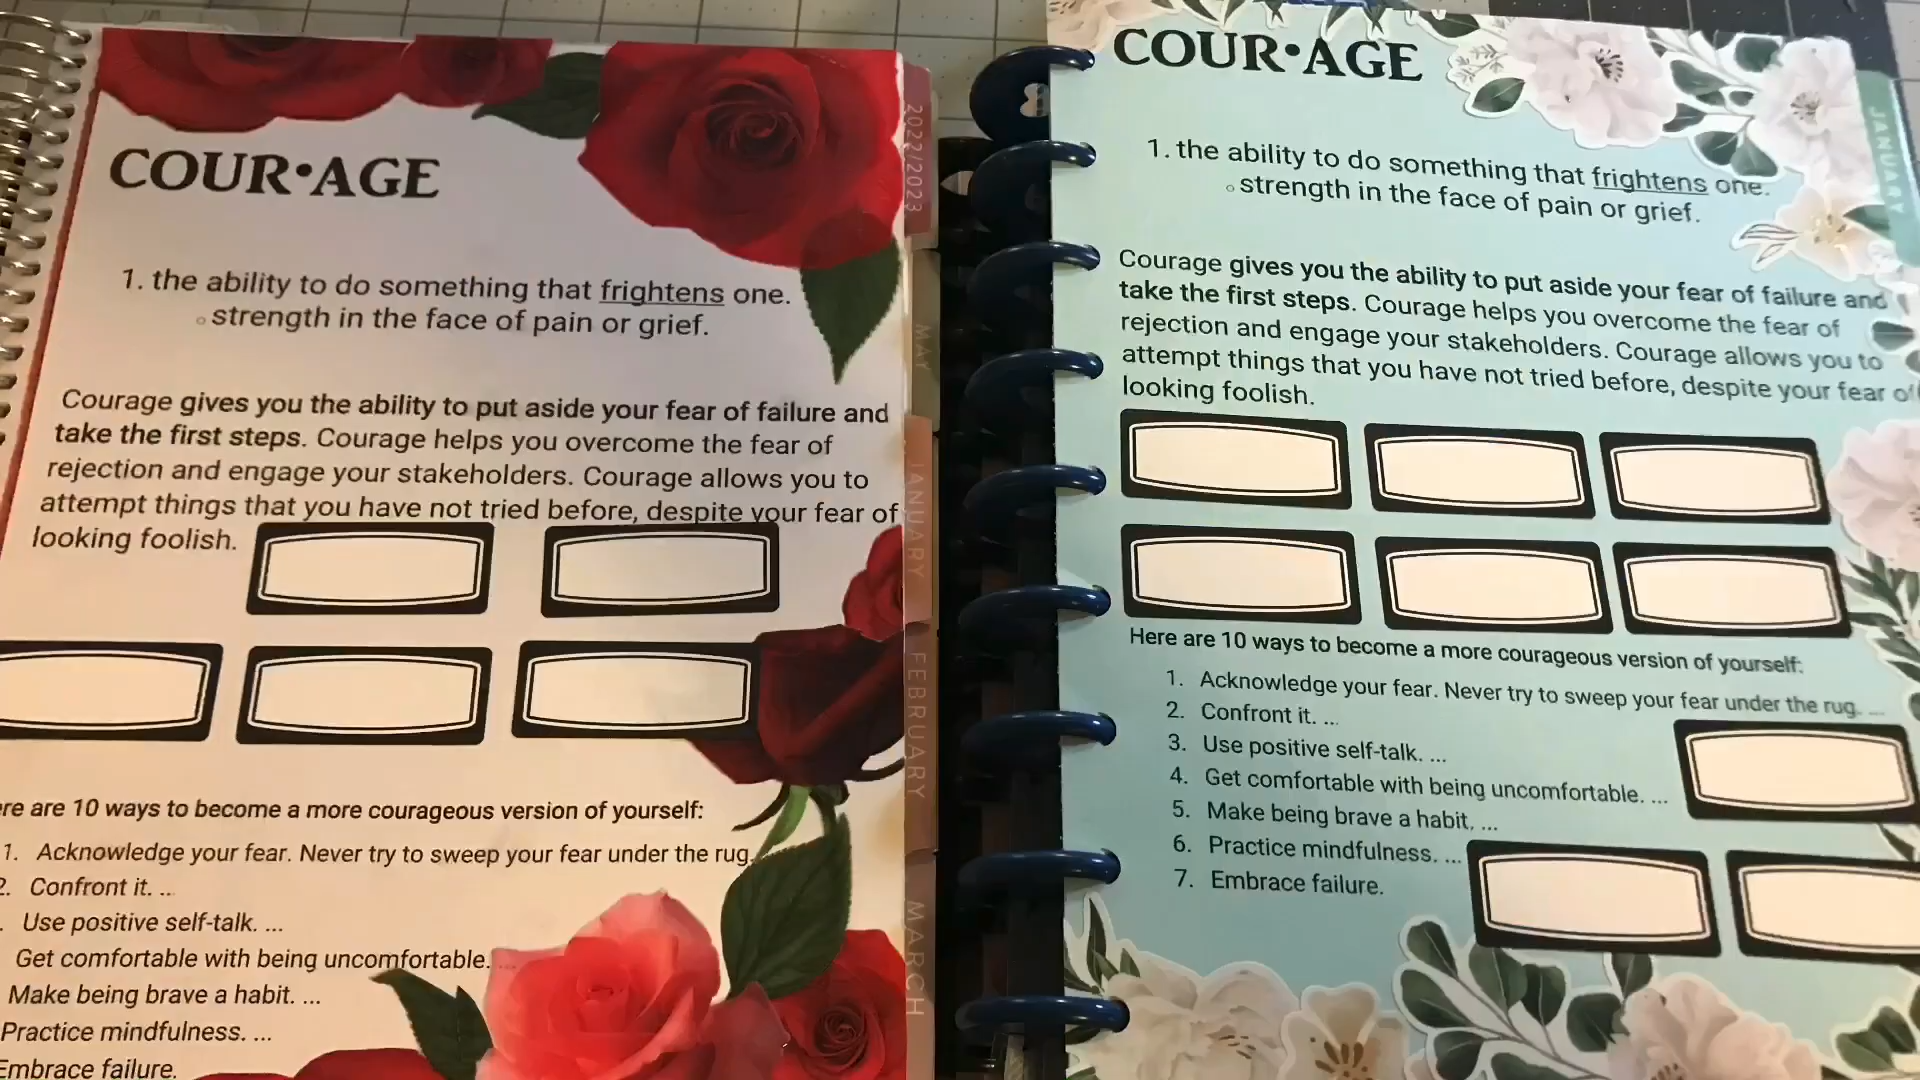 COUR•AGE
1. the ability to do something that frightens one.
◦ strength in the face of pain or grief.
Courage gives you the ability to put aside your fear of failure and
take the first steps. Courage helps you overcome the fear of
rejection and engage your stakeholders. Courage allows you to
attempt things that you have not tried before, despite your fear of
looking foolish.
re are 10 ways to become a more courageous version of yourself:
1. Acknowledge your fear. Never try to sweep your fear under the rug.
2. Confront it. ...
Use positive self-talk. ...
Get comfortable with being uncomfortable. ...
Make being brave a habit. ...
Practice mindfulness. ...
Embrace failure.
2022/2023
MAY
JANUARY
FEBRUARY
MARCH
COUR•AGE
1. the ability to do something that frightens one.
◦ strength in the face of pain or grief.
Courage gives you the ability to put aside your fear of failure and
take the first steps. Courage helps you overcome the fear of
rejection and engage your stakeholders. Courage allows you to
attempt things that you have not tried before, despite your fear of
looking foolish.
Here are 10 ways to become a more courageous version of yourself:
1. Acknowledge your fear. Never try to sweep your fear under the rug. ...
2. Confront it. ...
3. Use positive self-talk. ...
4. Get comfortable with being uncomfortable. ...
5. Make being brave a habit. ...
6. Practice mindfulness. ...
7. Embrace failure.
JANUARY